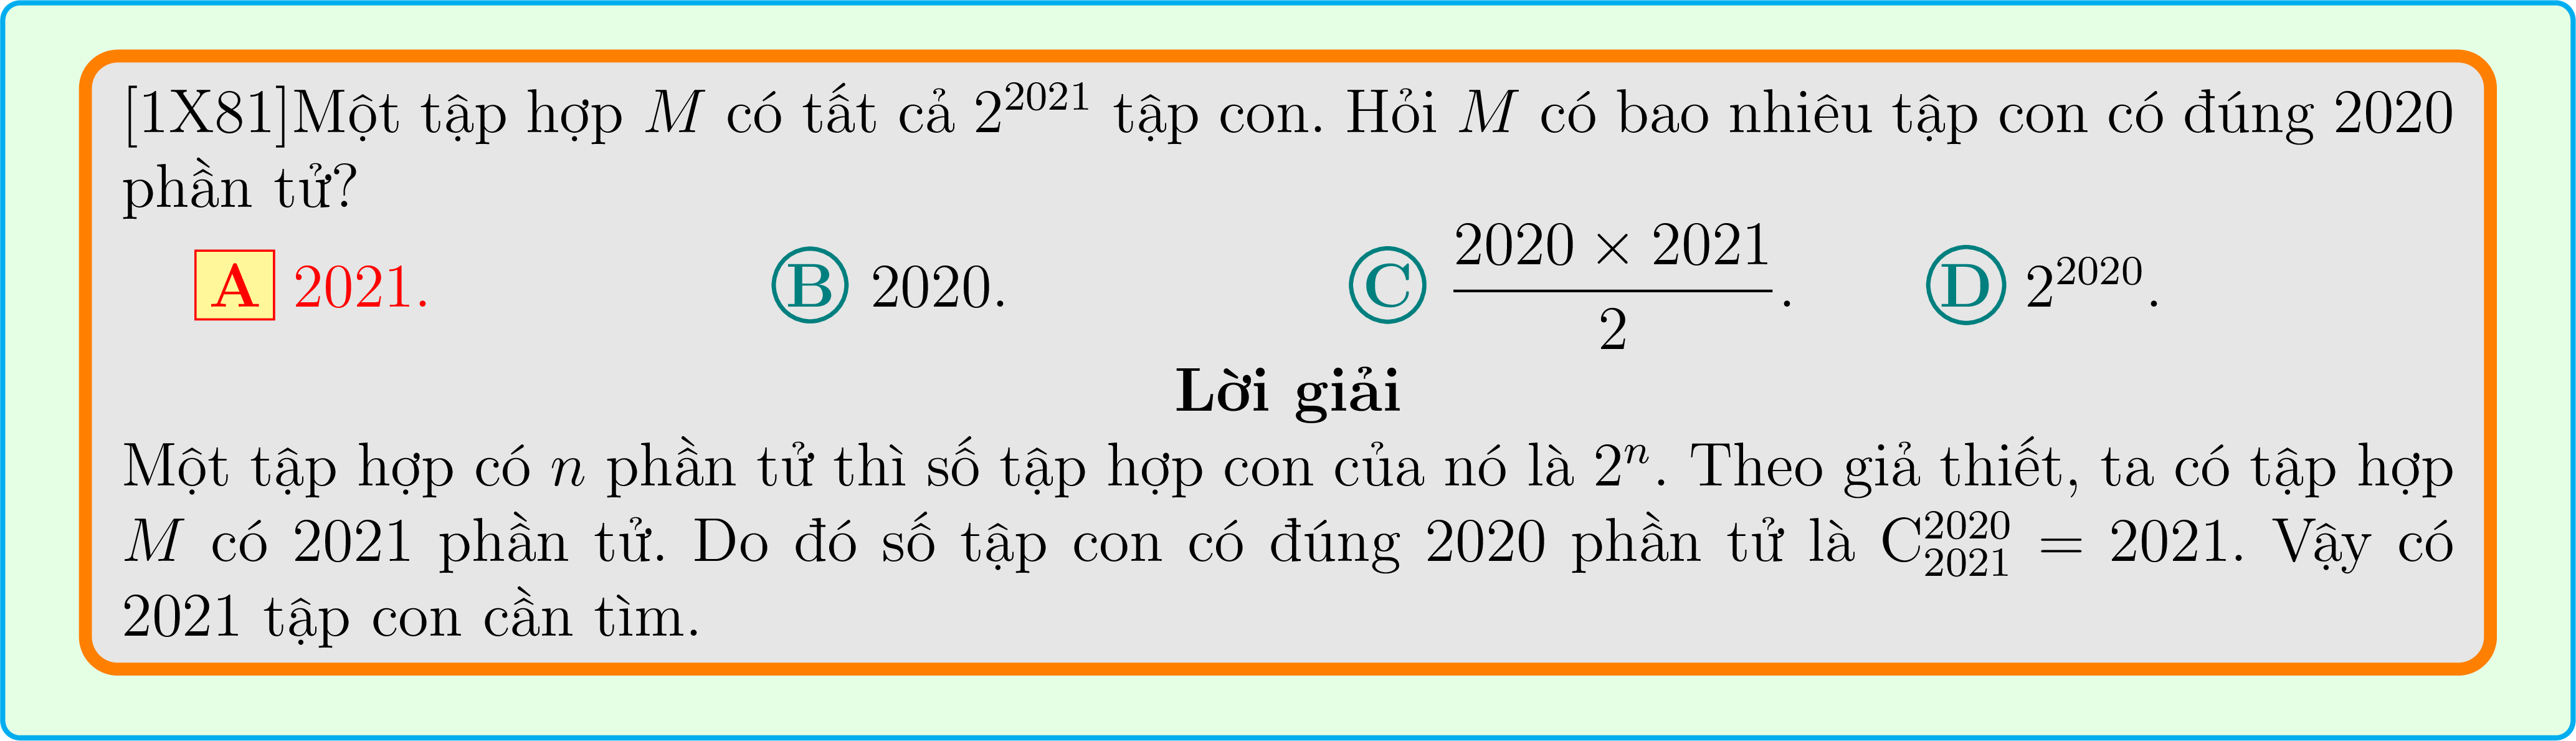 [1X81]Một tập hợp M có tất cả 2^2021 tập con. Hỏi M có bao nhiêu tập con có đúng 2020
phần tử?
A 2021. B 2020. C (2020 × 2021)/2. D 2^2020.
Lời giải
Một tập hợp có n phần tử thì số tập hợp con của nó là 2^n. Theo giả thiết, ta có tập hợp
M có 2021 phần tử. Do đó số tập con có đúng 2020 phần tử là C_2021^2020 = 2021. Vậy có
2021 tập con cần tìm.